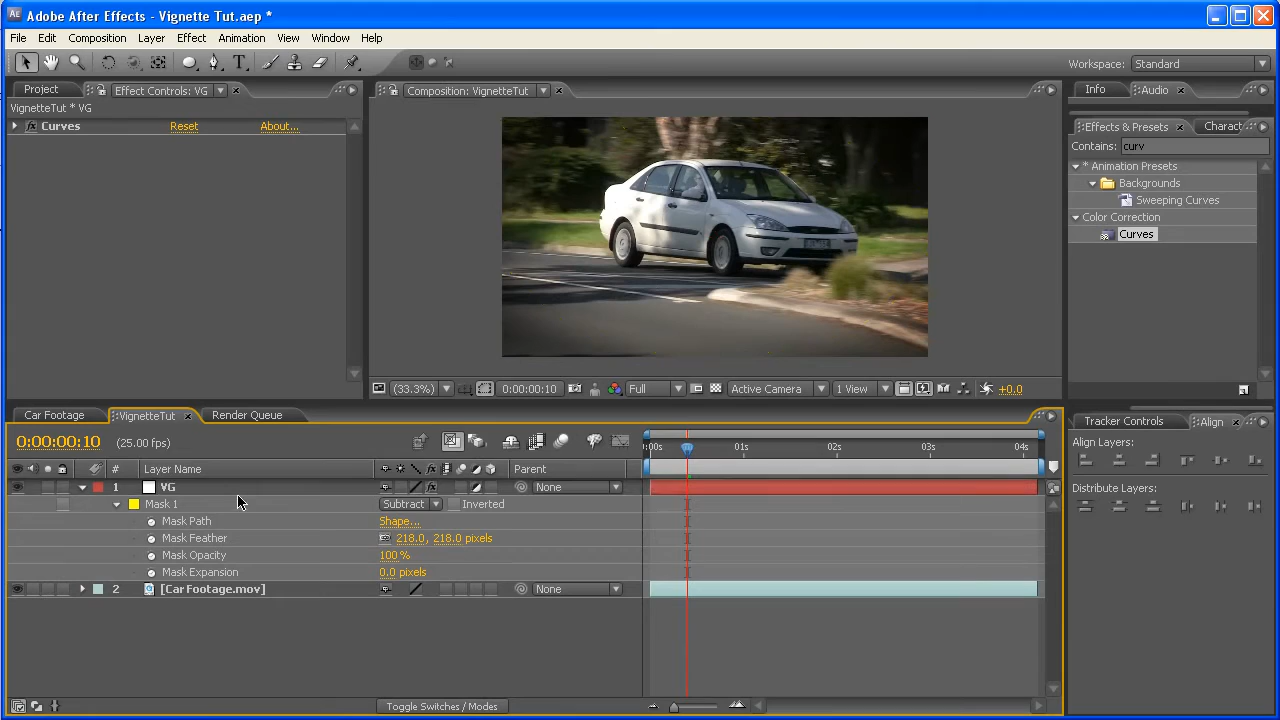 Adobe After Effects - Vignette Tut.aep *
File Edit Composition Layer Effect Animation View Window Help
Workspace: Standard
Project Effect Controls: VG
Composition: VignetteTut
Info Audio
VignetteTut * VG
Curves Reset About...
Effects & Presets Charact
Contains: curv
* Animation Presets
Backgrounds
Sweeping Curves
Color Correction
Curves
(33.3%) 0:00:00:10 Full Active Camera 1 View +0.0
Car Footage VignetteTut Render Queue
Tracker Controls Align
0:00:00:10 (25.00 fps)
:00s 01s 02s 03s 04s
Align Layers:
# Layer Name Parent
1 VG None
Distribute Layers:
Mask 1 Subtract Inverted
Mask Path Shape...
Mask Feather 218.0, 218.0 pixels
Mask Opacity 100 %
Mask Expansion 0.0 pixels
2 [CarFootage.mov] None
Toggle Switches / Modes